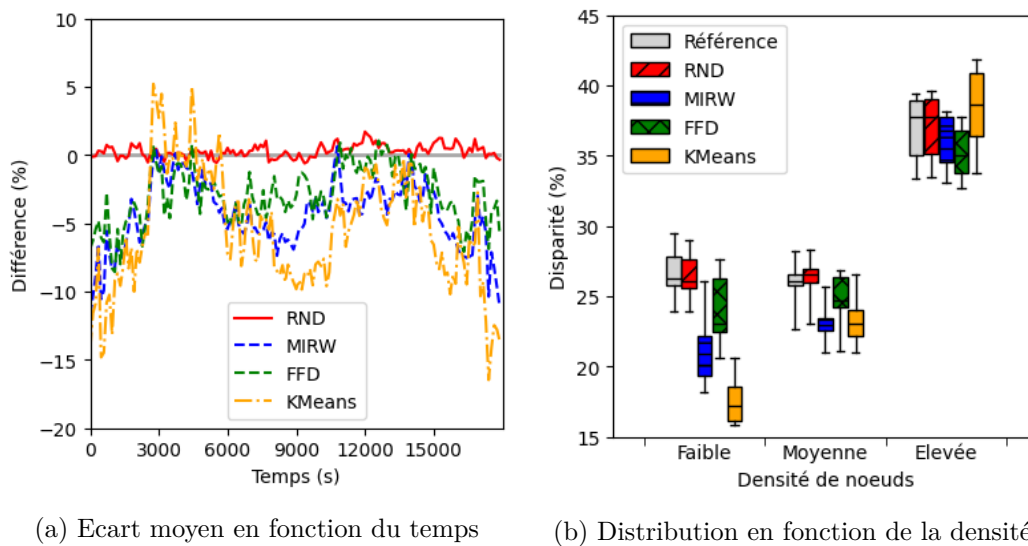 10
5
0
−5
−10
−15
−20
Différence (%)
RND
MIRW
FFD
KMeans
0
3000
6000
9000
12000
15000
Temps (s)
(a) Ecart moyen en fonction du temps
45
40
35
30
25
20
15
Disparité (%)
Référence
RND
MIRW
FFD
KMeans
Faible
Moyenne
Elevée
Densité de noeuds
(b) Distribution en fonction de la densité